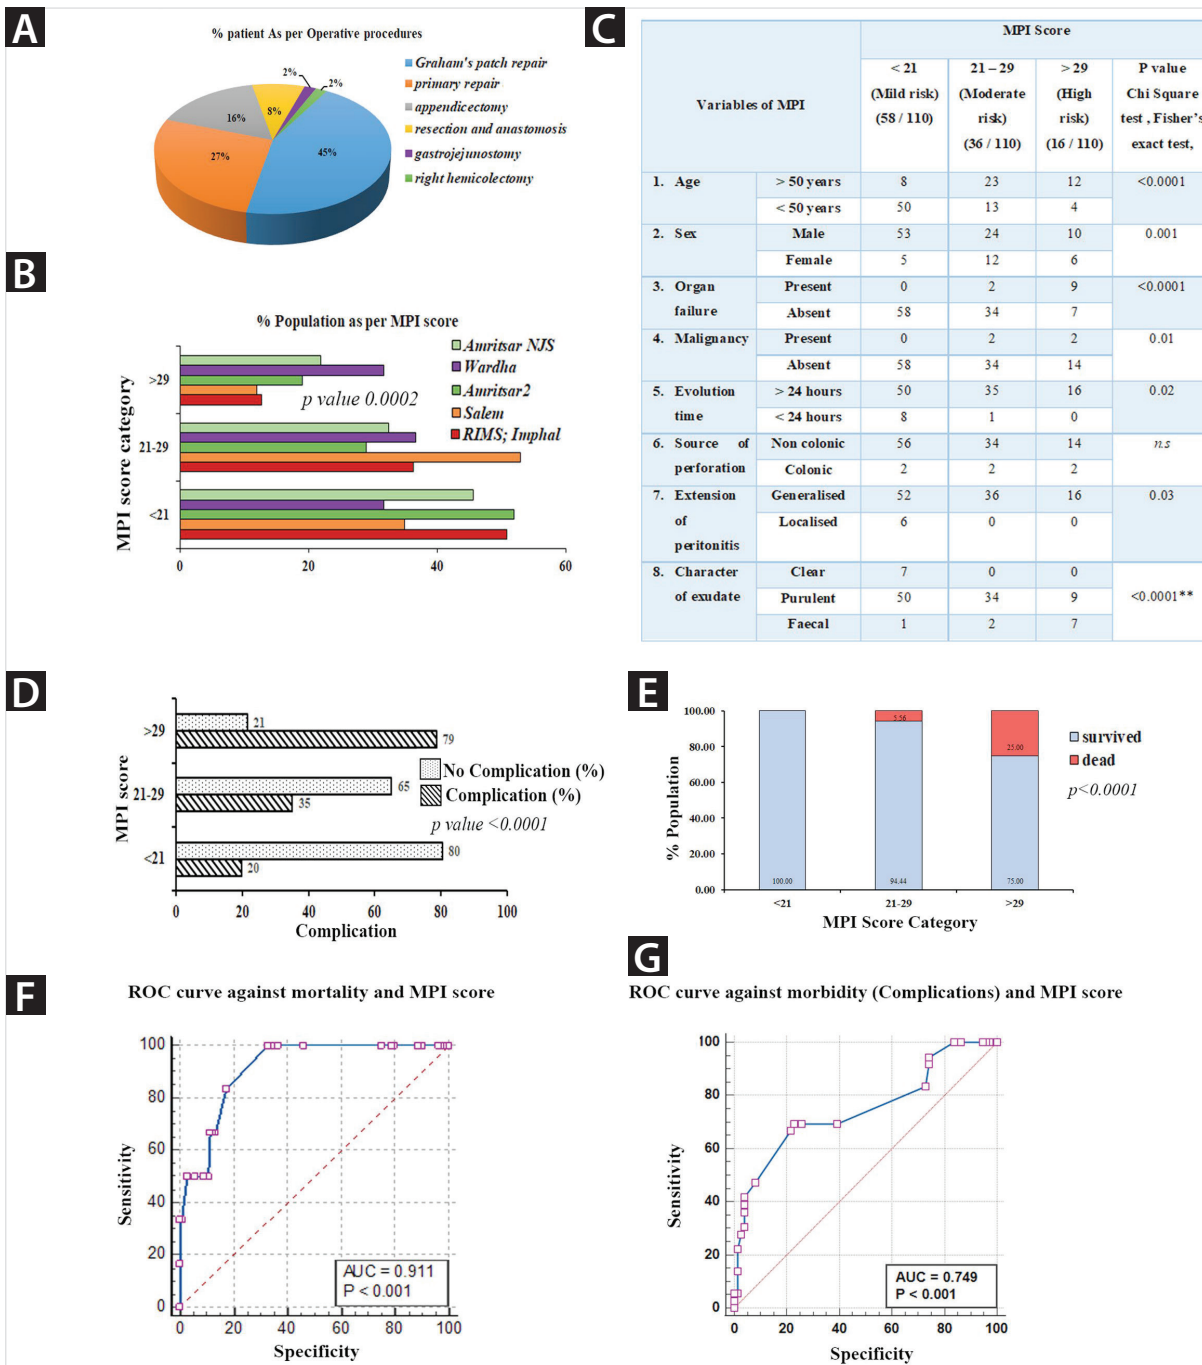 A
% patient As per Operative procedures
2%
2%
8%
16%
27%
45%
Graham's patch repair
primary repair
appendicectomy
resection and anastomosis
gastrojejunostomy
right hemicolectomy
B
% Population as per MPI score
MPI score category
>29
21-29
<21
0 20 40 60
Amritsar NJS
Wardha
Amritsar2
Salem
RIMS; Imphal
p value 0.0002
C
MPI Score
Variables of MPI
< 21 (Mild risk) (58 / 110)
21 – 29 (Moderate risk) (36 / 110)
> 29 (High risk) (16 / 110)
P value Chi Square test , Fisher's exact test,
1. Age > 50 years 8 23 12 <0.0001
< 50 years 50 13 4
2. Sex Male 53 24 10 0.001
Female 5 12 6
3. Organ failure Present 0 2 9 <0.0001
Absent 58 34 7
4. Malignancy Present 0 2 2 0.01
Absent 58 34 14
5. Evolution time > 24 hours 50 35 16 0.02
< 24 hours 8 1 0
6. Source of perforation Non colonic 56 34 14 n.s
Colonic 2 2 2
7. Extension of peritonitis Generalised 52 36 16 0.03
Localised 6 0 0
8. Character of exudate Clear 7 0 0
Purulent 50 34 9 <0.0001**
Faecal 1 2 7
D
MPI score
>29
21
79
21-29
65
35
<21
80
20
No Complication (%)
Complication (%)
p value <0.0001
0 20 40 60 80 100
Complication
E
% Population
100.00
80.00
60.00
40.00
20.00
0.00
5.56
25.00
100.00
94.44
75.00
<21
21-29
>29
MPI Score Category
survived
dead
p<0.0001
F
ROC curve against mortality and MPI score
Sensitivity
100
80
60
40
20
0
AUC = 0.911
P < 0.001
0 20 40 60 80 100
Specificity
G
ROC curve against morbidity (Complications) and MPI score
Sensitivity
100
80
60
40
20
0
AUC = 0.749
P < 0.001
0 20 40 60 80 100
Specificity